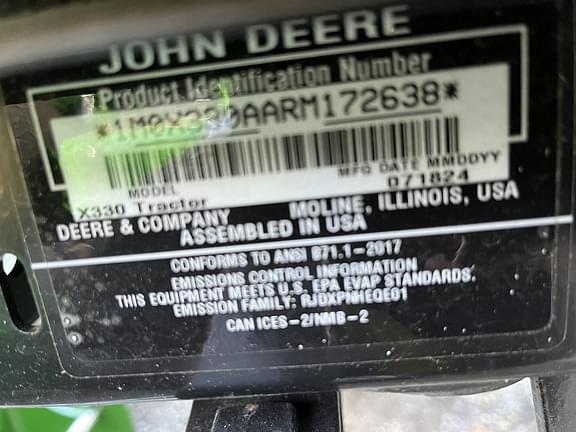 JOHN DEERE
Product Identification Number
*1M0X330AARM172638*
MODEL
MFG DATE MMDDYY
X330 Tractor
071824
DEERE & COMPANY
MOLINE, ILLINOIS, USA
ASSEMBLED IN USA
CONFORMS TO ANSI B71.1-2017
EMISSIONS CONTROL INFORMATION
THIS EQUIPMENT MEETS U.S. EPA EVAP STANDARDS.
EMISSION FAMILY: RJDXPNHEQE01
CAN ICES-2/NMB-2